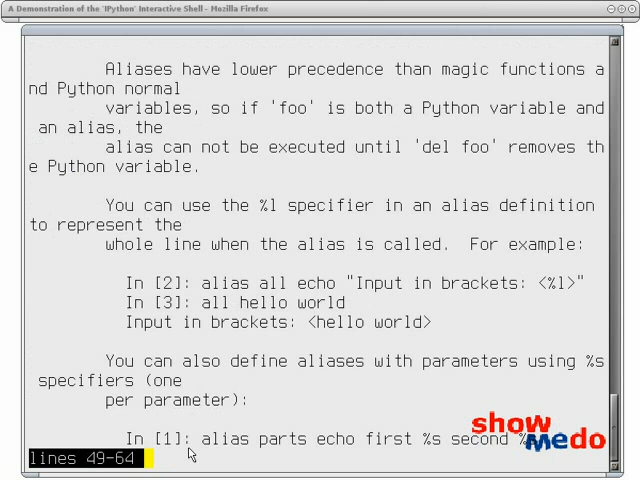 A Demonstration of the 'IPython' Interactive Shell - Mozilla Firefox
Aliases have lower precedence than magic functions a
nd Python normal
variables, so if 'foo' is both a Python variable and
an alias, the
alias can not be executed until 'del foo' removes th
e Python variable.
You can use the %l specifier in an alias definition
to represent the
whole line when the alias is called.  For example:
In [2]: alias all echo "Input in brackets: <%l>"
In [3]: all hello world
Input in brackets: <hello world>
You can also define aliases with parameters using %s
specifiers (one
per parameter):
In [1]: alias parts echo first %s second
show
medo
lines 49-64